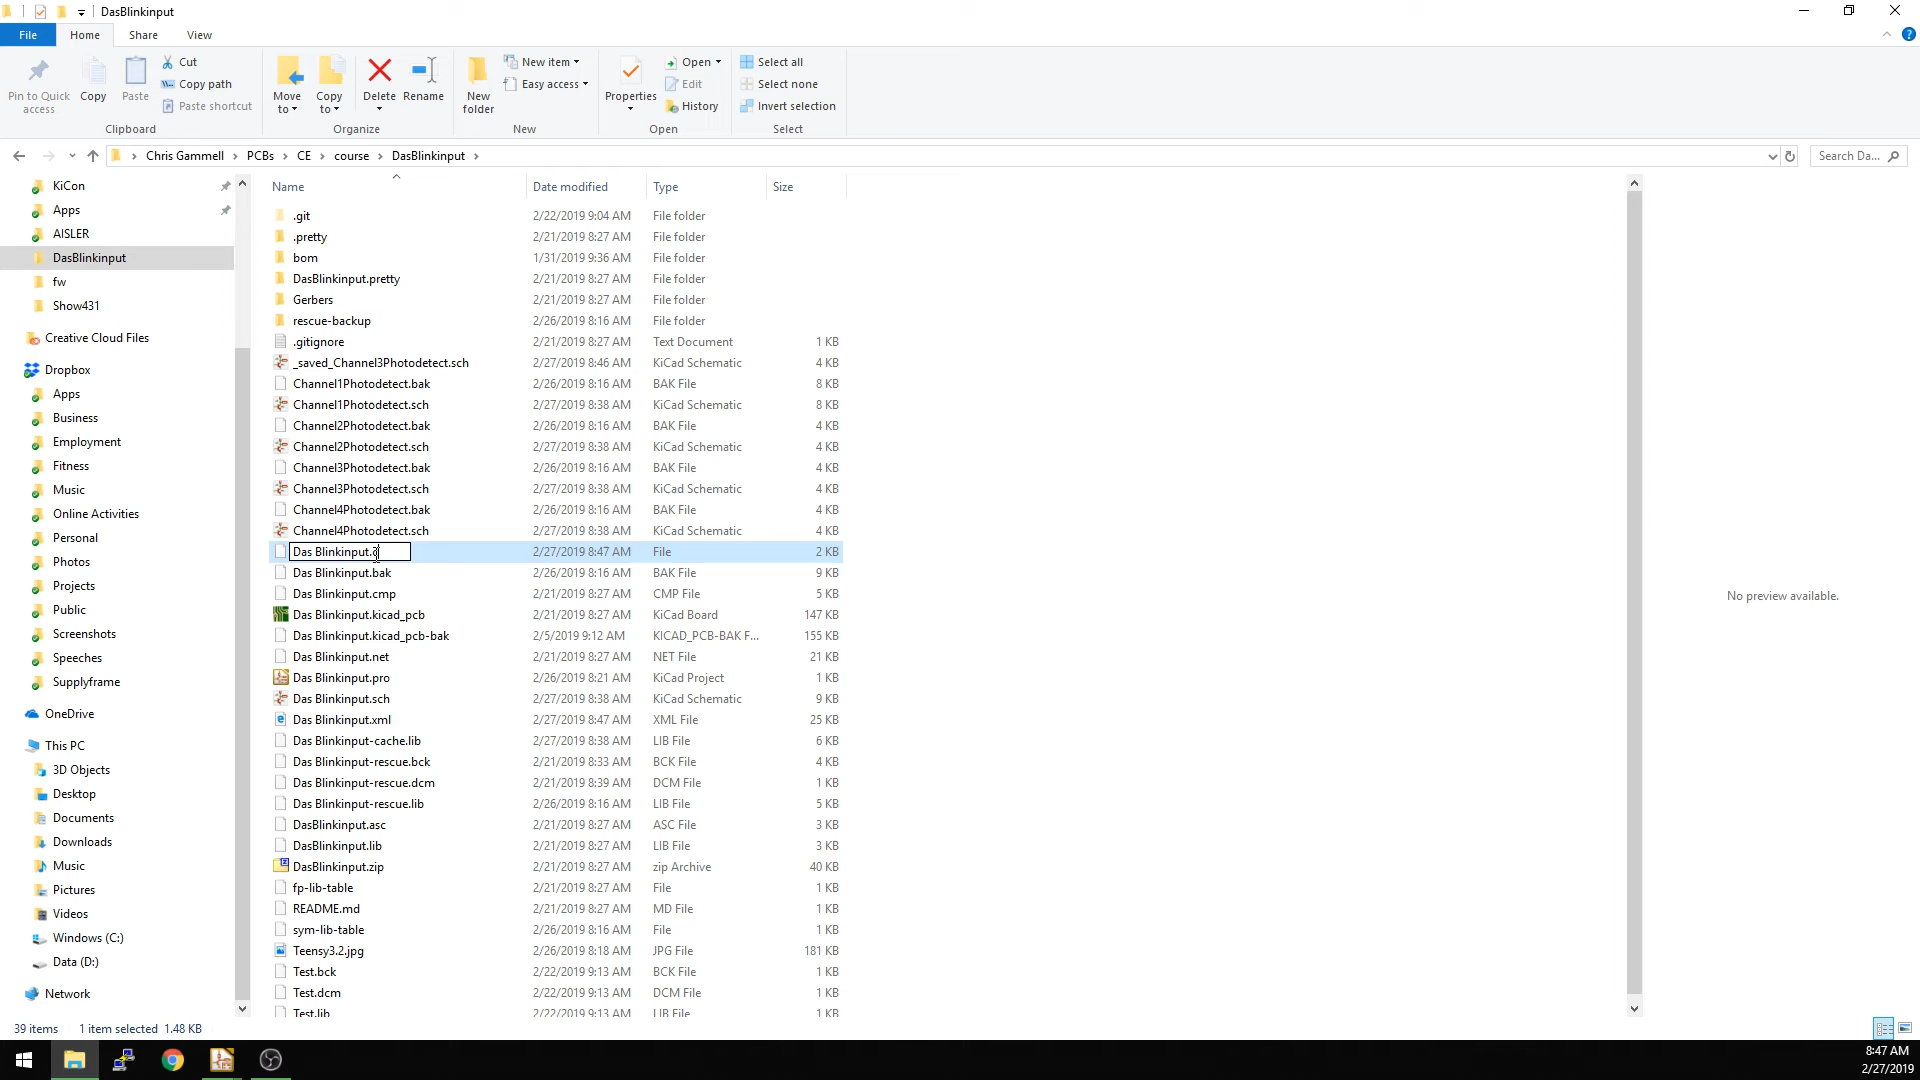 DasBlinkinput
File Home Share View
Pin to Quick access
Copy
Paste
Cut
Copy path
Paste shortcut
Clipboard
Move to
Copy to
Delete
Rename
Organize
New folder
New item
Easy access
New
Properties
Open
Edit
History
Open
Select all
Select none
Invert selection
Select
Chris Gammell PCBs CE course DasBlinkinput
Search Da...
KiCon
Apps
AISLER
DasBlinkinput
fw
Show431
Creative Cloud Files
Dropbox
Apps
Business
Employment
Fitness
Music
Online Activities
Personal
Photos
Projects
Public
Screenshots
Speeches
Supplyframe
OneDrive
This PC
3D Objects
Desktop
Documents
Downloads
Music
Pictures
Videos
Windows (C:)
Data (D:)
Network
Name Date modified Type Size
.git 2/22/2019 9:04 AM File folder
.pretty 2/21/2019 8:27 AM File folder
bom 1/31/2019 9:36 AM File folder
DasBlinkinput.pretty 2/21/2019 8:27 AM File folder
Gerbers 2/21/2019 8:27 AM File folder
rescue-backup 2/26/2019 8:16 AM File folder
.gitignore 2/21/2019 8:27 AM Text Document 1 KB
_saved_Channel3Photodetect.sch 2/27/2019 8:46 AM KiCad Schematic 4 KB
Channel1Photodetect.bak 2/26/2019 8:16 AM BAK File 8 KB
Channel1Photodetect.sch 2/27/2019 8:38 AM KiCad Schematic 8 KB
Channel2Photodetect.bak 2/26/2019 8:16 AM BAK File 4 KB
Channel2Photodetect.sch 2/27/2019 8:38 AM KiCad Schematic 4 KB
Channel3Photodetect.bak 2/26/2019 8:16 AM BAK File 4 KB
Channel3Photodetect.sch 2/27/2019 8:38 AM KiCad Schematic 4 KB
Channel4Photodetect.bak 2/26/2019 8:16 AM BAK File 4 KB
Channel4Photodetect.sch 2/27/2019 8:38 AM KiCad Schematic 4 KB
Das 2/27/2019 8:47 AM File 2 KB
Das Blinkinput.bak 2/26/2019 8:16 AM BAK File 9 KB
Das Blinkinput.cmp 2/21/2019 8:27 AM CMP File 5 KB
Das Blinkinput.kicad_pcb 2/21/2019 8:27 AM KiCad Board 147 KB
Das Blinkinput.kicad_pcb-bak 2/5/2019 9:12 AM KICAD_PCB-BAK F... 155 KB
Das Blinkinput.net 2/21/2019 8:27 AM NET File 21 KB
Das Blinkinput.pro 2/26/2019 8:21 AM KiCad Project 1 KB
Das Blinkinput.sch 2/27/2019 8:38 AM KiCad Schematic 9 KB
Das Blinkinput.xml 2/27/2019 8:47 AM XML File 25 KB
Das Blinkinput-cache.lib 2/27/2019 8:38 AM LIB File 6 KB
Das Blinkinput-rescue.bck 2/21/2019 8:33 AM BCK File 4 KB
Das Blinkinput-rescue.dcm 2/21/2019 8:39 AM DCM File 1 KB
Das Blinkinput-rescue.lib 2/26/2019 8:16 AM LIB File 5 KB
DasBlinkinput.asc 2/21/2019 8:27 AM ASC File 3 KB
DasBlinkinput.lib 2/21/2019 8:27 AM LIB File 3 KB
DasBlinkinput.zip 2/21/2019 8:27 AM zip Archive 40 KB
fp-lib-table 2/21/2019 8:27 AM File 1 KB
README.md 2/21/2019 8:27 AM MD File 1 KB
sym-lib-table 2/26/2019 8:16 AM File 1 KB
Teensy3.2.jpg 2/26/2019 8:18 AM JPG File 181 KB
Test.bck 2/22/2019 9:13 AM BCK File 1 KB
Test.dcm 2/22/2019 9:13 AM DCM File 1 KB
Test.lib 2/22/2019 9:13 AM LIB File 1 KB
No preview available.
39 items 1 item selected 1.48 KB
8:47 AM
2/27/2019